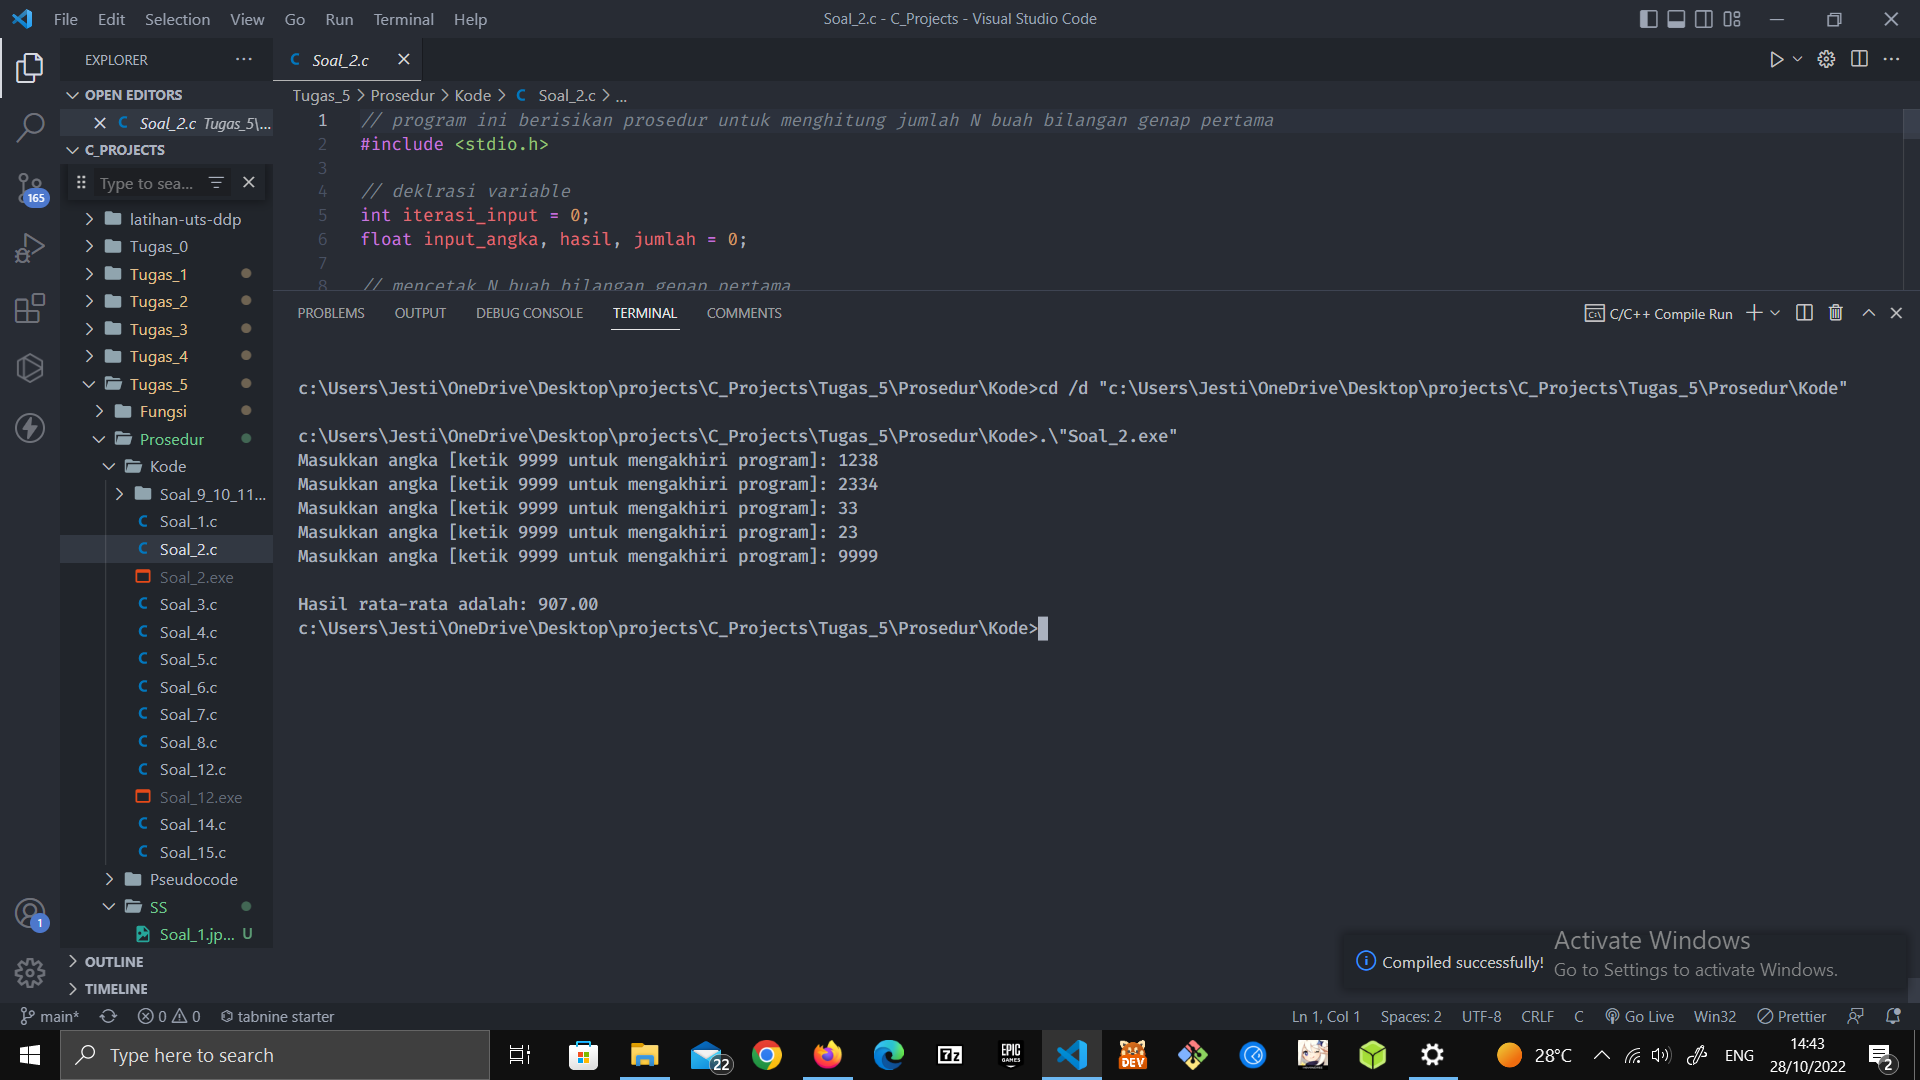 File Edit Selection View Go Run Terminal Help
Soal_2.c - C_Projects - Visual Studio Code
EXPLORER
OPEN EDITORS
Soal_2.c Tugas_5\...
C_PROJECTS
Type to sea...
latihan-uts-ddp
Tugas_0
Tugas_1
Tugas_2
Tugas_3
Tugas_4
Tugas_5
Fungsi
Prosedur
Kode
Soal_9_10_11...
Soal_1.c
Soal_2.c
Soal_2.exe
Soal_3.c
Soal_4.c
Soal_5.c
Soal_6.c
Soal_7.c
Soal_8.c
Soal_12.c
Soal_12.exe
Soal_14.c
Soal_15.c
Pseudocode
SS
Soal_1.jp... U
OUTLINE
TIMELINE
165
1
C Soal_2.c
Tugas_5 > Prosedur > Kode > C Soal_2.c > ...
1 // program ini berisikan prosedur untuk menghitung jumlah N buah bilangan genap pertama
2 #include <stdio.h>
3
4 // deklrasi variable
5 int iterasi_input = 0;
6 float input_angka, hasil, jumlah = 0;
7
8 // mencetak N buah bilangan genap pertama
PROBLEMS OUTPUT DEBUG CONSOLE TERMINAL COMMENTS
C/C++ Compile Run
c:\Users\Jesti\OneDrive\Desktop\projects\C_Projects\Tugas_5\Prosedur\Kode>cd /d "c:\Users\Jesti\OneDrive\Desktop\projects\C_Projects\Tugas_5\Prosedur\Kode"
c:\Users\Jesti\OneDrive\Desktop\projects\C_Projects\Tugas_5\Prosedur\Kode>.\"Soal_2.exe"
Masukkan angka [ketik 9999 untuk mengakhiri program]: 1238
Masukkan angka [ketik 9999 untuk mengakhiri program]: 2334
Masukkan angka [ketik 9999 untuk mengakhiri program]: 33
Masukkan angka [ketik 9999 untuk mengakhiri program]: 23
Masukkan angka [ketik 9999 untuk mengakhiri program]: 9999
Hasil rata-rata adalah: 907.00
c:\Users\Jesti\OneDrive\Desktop\projects\C_Projects\Tugas_5\Prosedur\Kode>
Compiled successfully!
Activate Windows
Go to Settings to activate Windows.
main* 0 0 tabnine starter
Ln 1, Col 1 Spaces: 2 UTF-8 CRLF C Go Live Win32 Prettier
Type here to search
22
7z
EPIC GAMES
DEV
28°C
ENG
14:43
28/10/2022
2